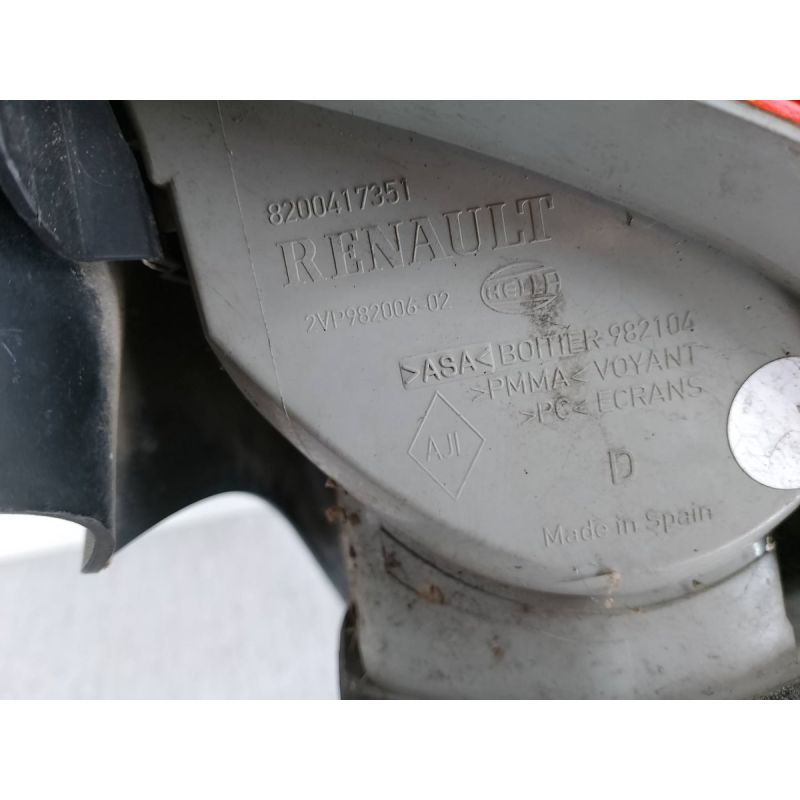 8200417351
RENAULT
2VP982006-02 HELLA
>ASA< BOITIER-982104
>PMMA< VOYANT
>PC< ECRANS
AJI
D
Made in Spain